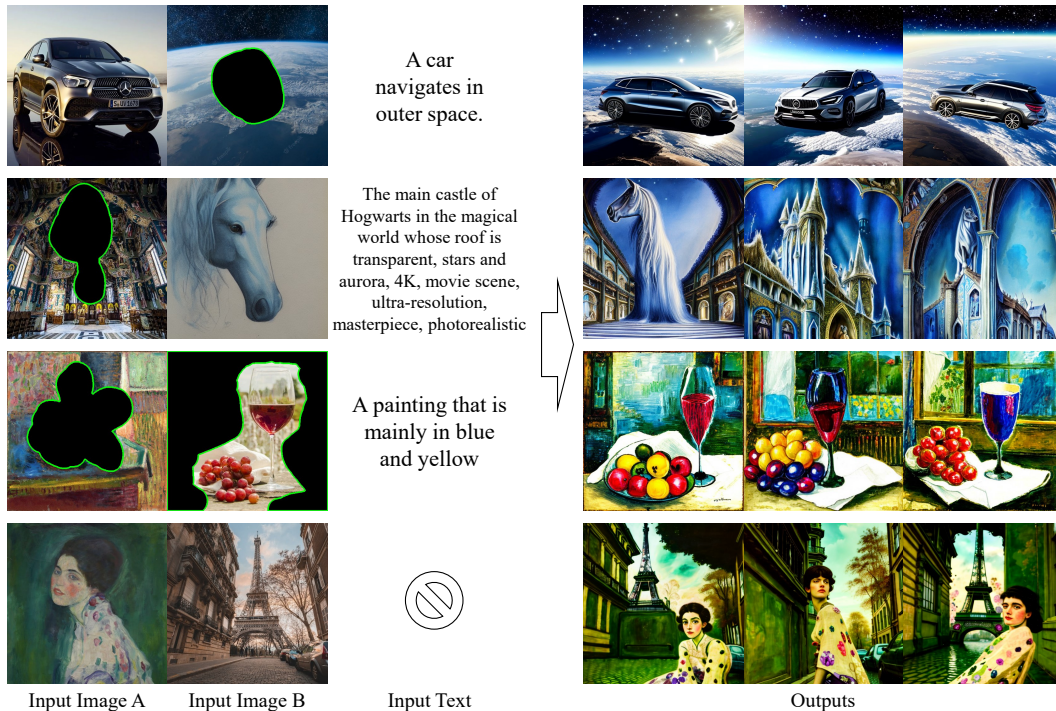 A car
navigates in
outer space.
The main castle of
Hogwarts in the magical
world whose roof is
transparent, stars and
aurora, 4K, movie scene,
ultra-resolution,
masterpiece, photorealistic
A painting that is
mainly in blue
and yellow
Input Image A
Input Image B
Input Text
Outputs